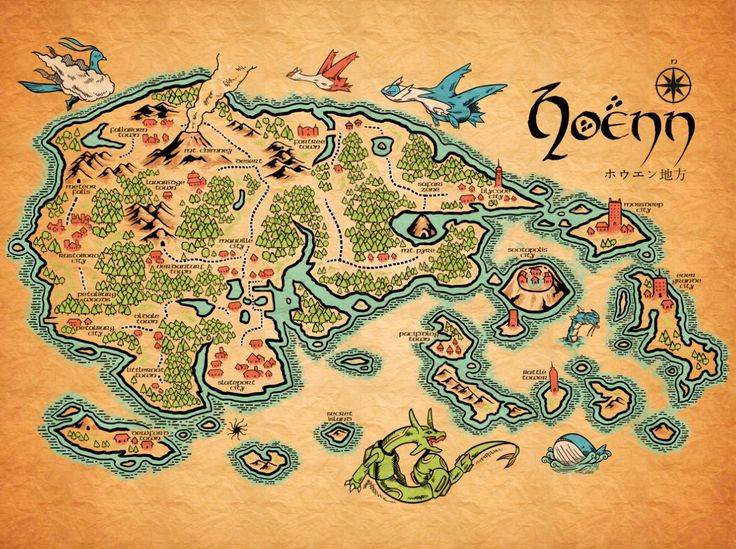 N
Hoënn
ホウエン地方
Fallarbor
Town
Mt. Chimney
Desert
Fortree
Town
Safari
Zone
Lilycove
City
Mossdeep
City
Meteor
Falls
Lavaridge
Town
Mt. Pyre
Sootopolis
City
Ever
Grande
City
Rustboro
City
Mauville
City
Verdanturf
Town
Petalburg
Woods
Oldale
Town
Petalburg
City
Pacifidlog
Town
Littleroot
Town
Slateport
City
Battle
Tower
Dewford
Town
Secret
Island